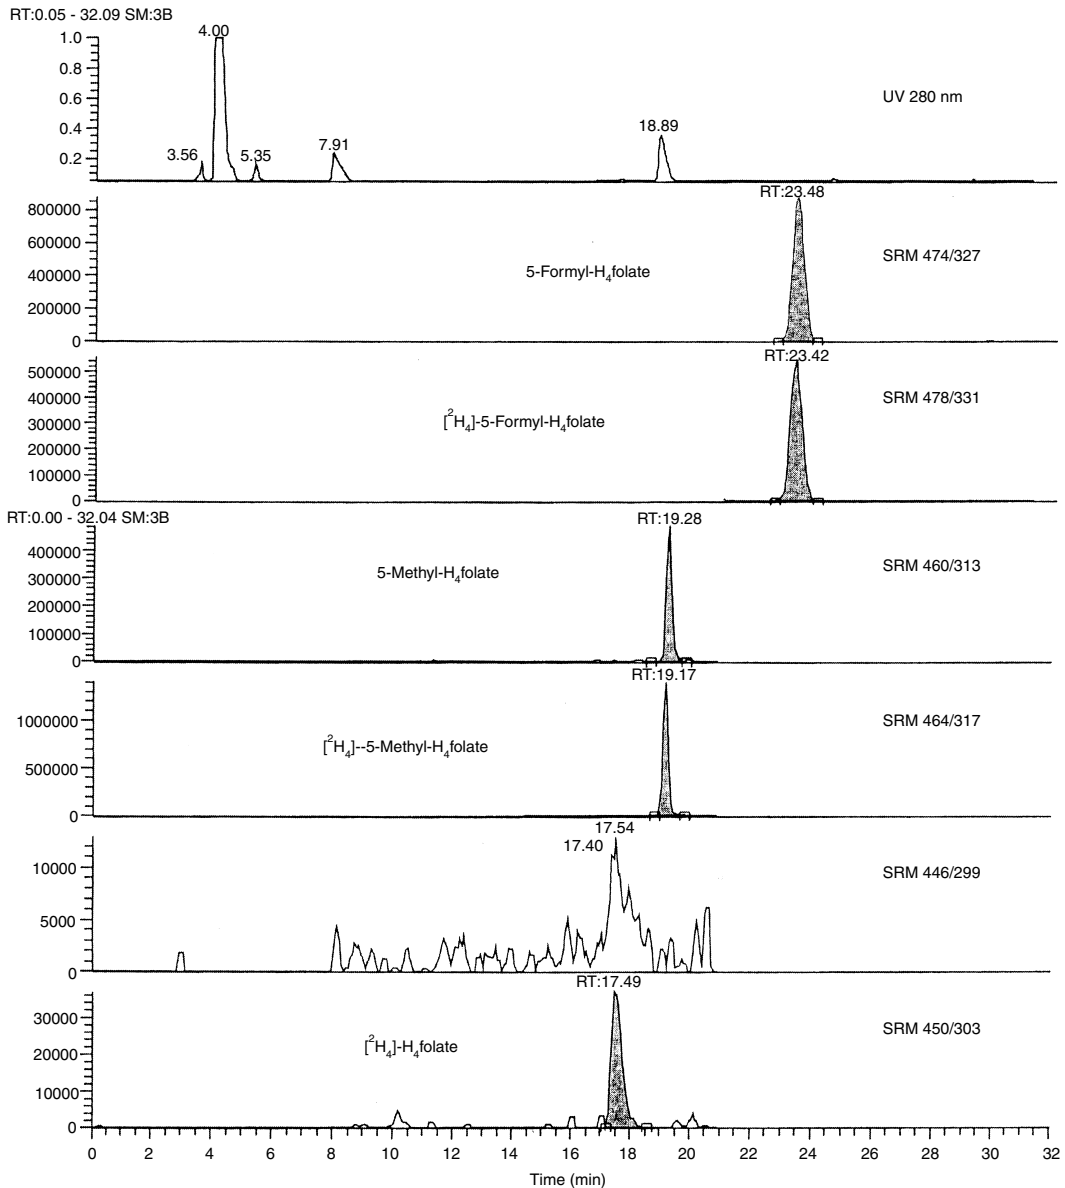 RT:0.05 - 32.09 SM:3B
4.00
1.0
0.8
0.6
0.4
0.2
3.56
5.35
7.91
18.89
UV 280 nm
RT:23.48
800000
600000
400000
200000
0
5-Formyl-H4folate
SRM 474/327
RT:23.42
500000
400000
300000
200000
100000
0
[2H4]-5-Formyl-H4folate
SRM 478/331
RT:0.00 - 32.04 SM:3B
RT:19.28
400000
300000
200000
100000
0
5-Methyl-H4folate
SRM 460/313
RT:19.17
1000000
500000
0
[2H4]--5-Methyl-H4folate
SRM 464/317
17.54
17.40
10000
5000
0
SRM 446/299
RT:17.49
30000
20000
10000
0
[2H4]-H4folate
SRM 450/303
0 2 4 6 8 10 12 14 16 18 20 22 24 26 28 30 32
Time (min)